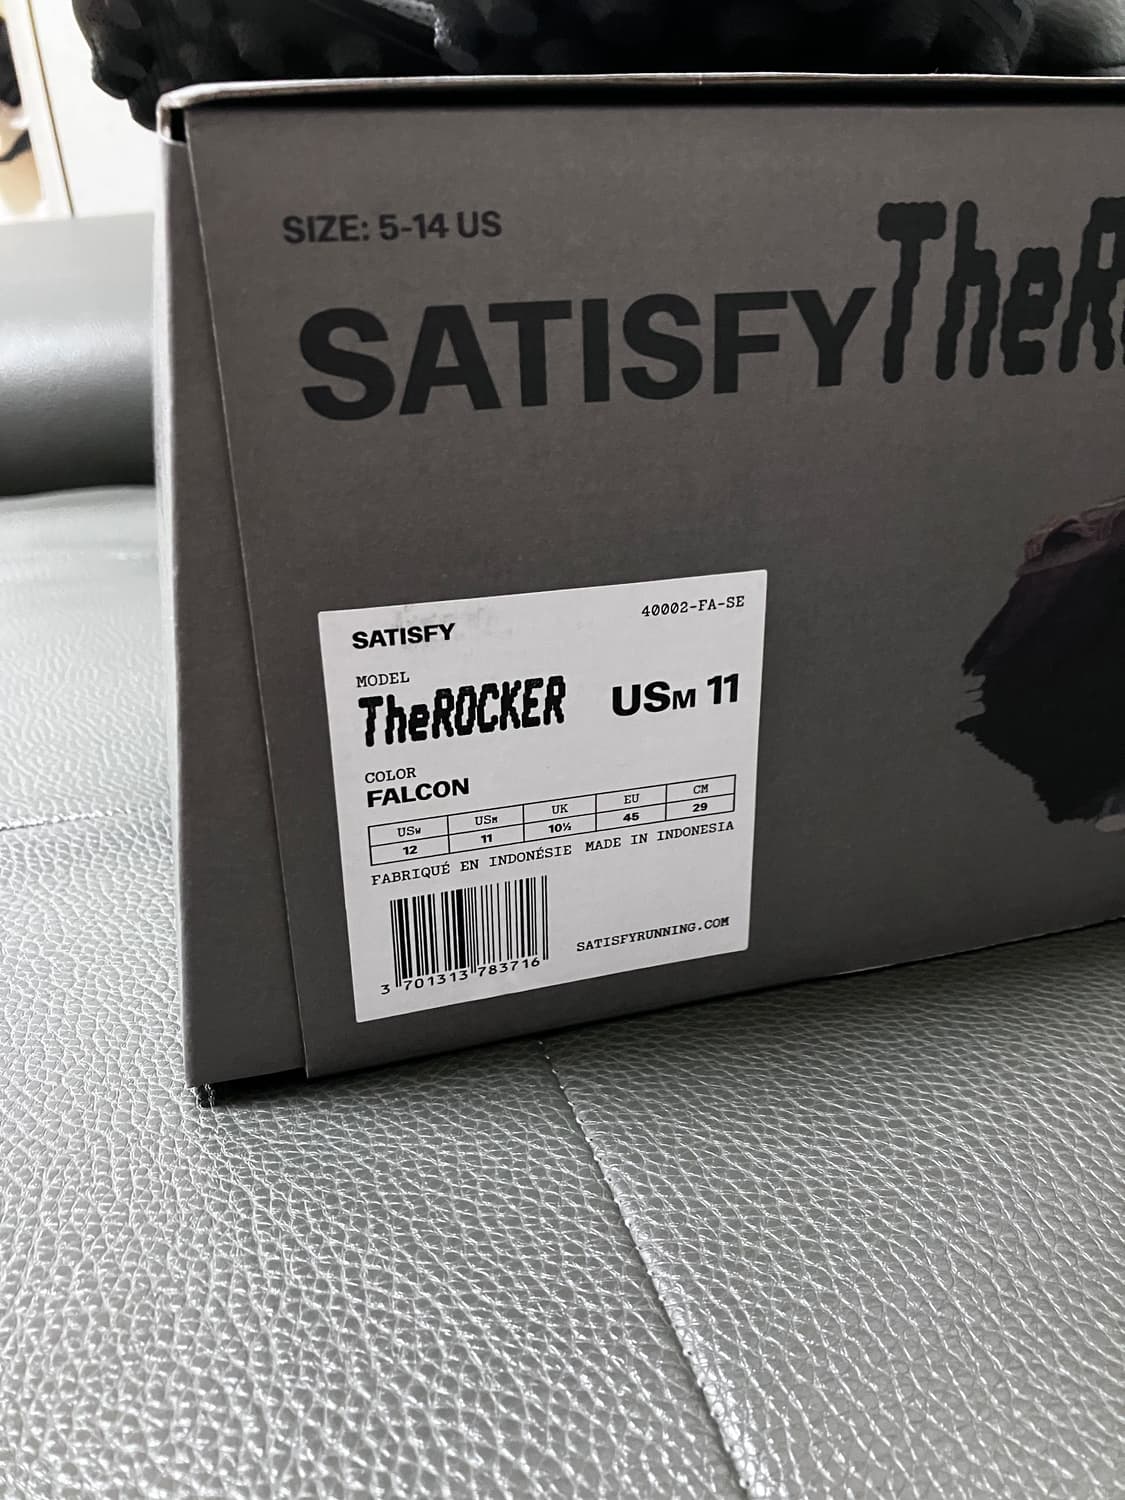 SIZE: 5-14 US
SATISFY TheR
SATISFY
40002-FA-SE
MODEL
TheROCKER
USM 11
COLOR
FALCON
USW USM UK EU CM
12 11 10½ 45 29
FABRIQUÉ EN INDONÉSIE MADE IN INDONESIA
3 701313 783716
SATISFYRUNNING.COM